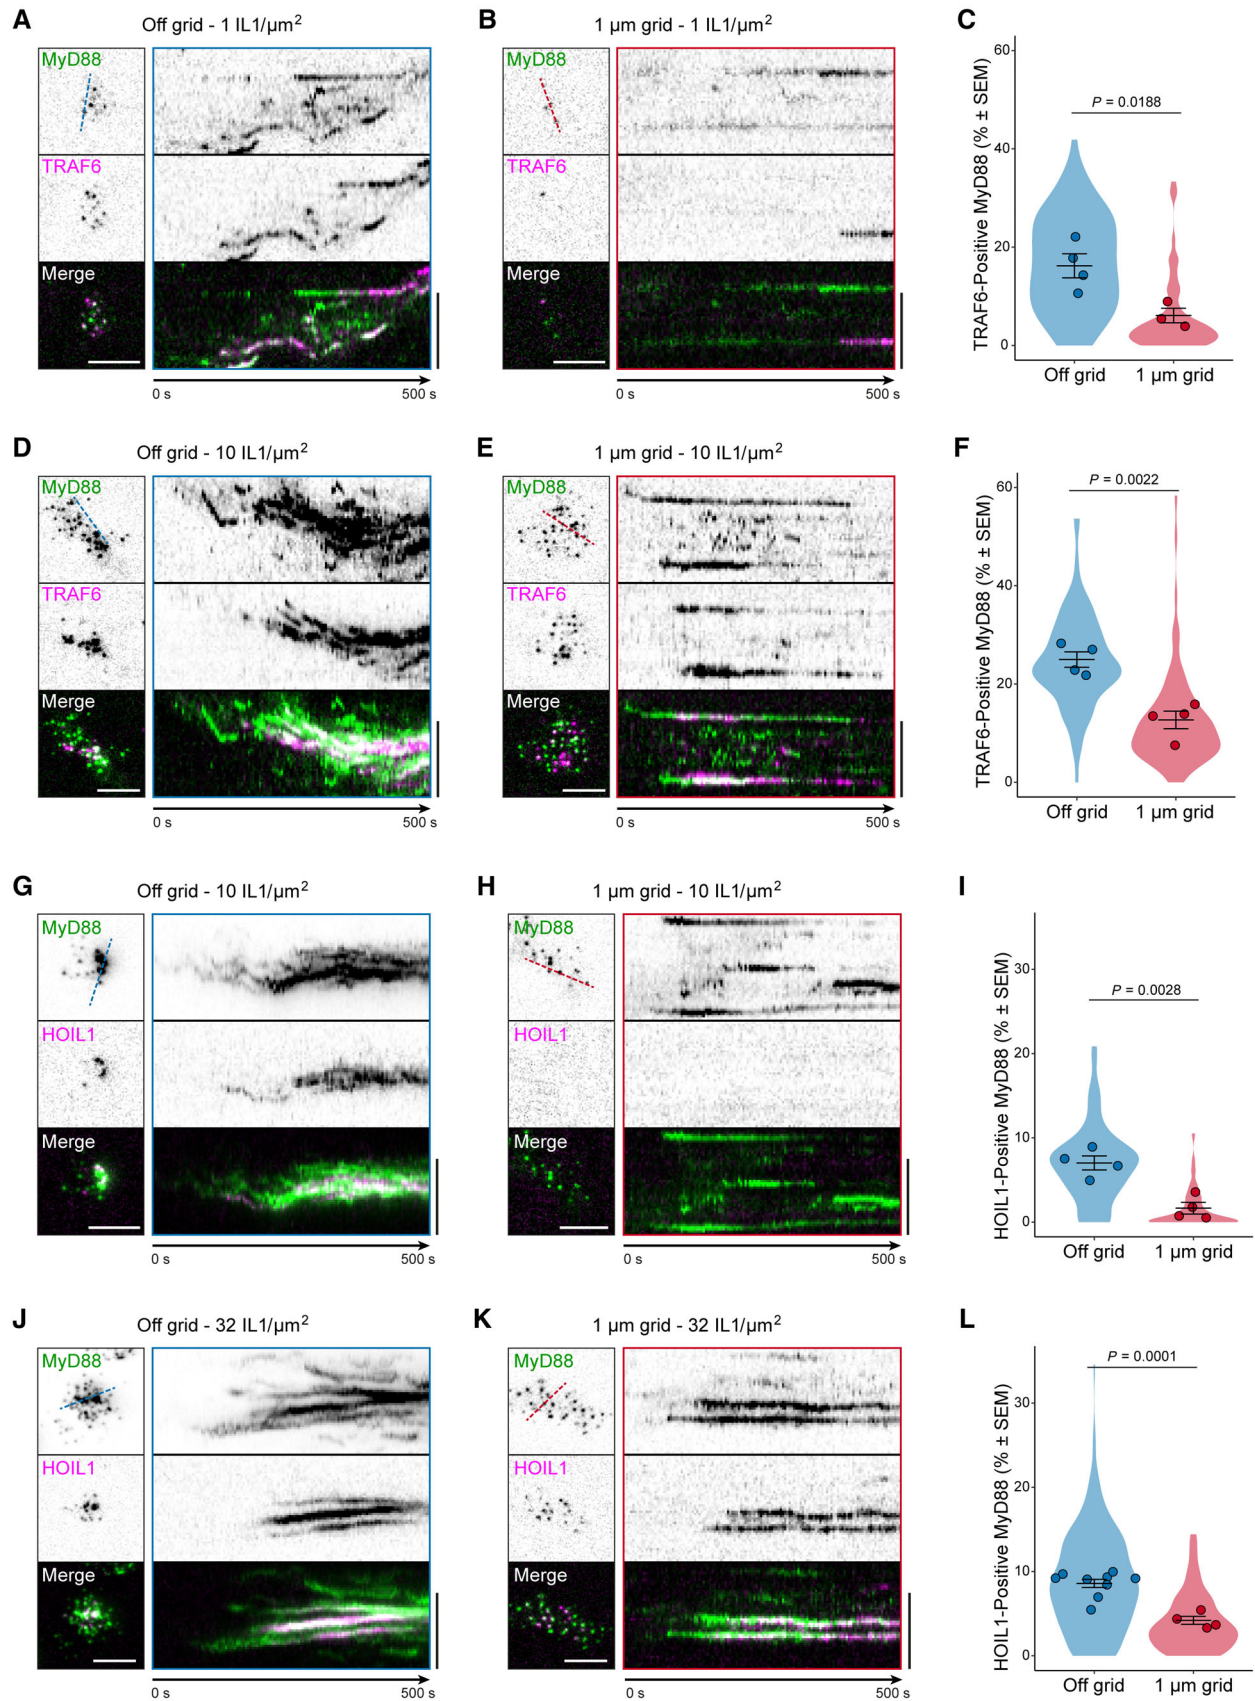 A
Off grid - 1 IL1/µm²
MyD88
TRAF6
Merge
0 s
500 s
B
1 µm grid - 1 IL1/µm²
MyD88
TRAF6
Merge
0 s
500 s
C
TRAF6-Positive MyD88 (% ± SEM)
60
40
20
0
P = 0.0188
Off grid
1 µm grid
D
Off grid - 10 IL1/µm²
MyD88
TRAF6
Merge
0 s
500 s
E
1 µm grid - 10 IL1/µm²
MyD88
TRAF6
Merge
0 s
500 s
F
TRAF6-Positive MyD88 (% ± SEM)
60
40
20
0
P = 0.0022
Off grid
1 µm grid
G
Off grid - 10 IL1/µm²
MyD88
HOIL1
Merge
0 s
500 s
H
1 µm grid - 10 IL1/µm²
MyD88
HOIL1
Merge
0 s
500 s
I
HOIL1-Positive MyD88 (% ± SEM)
30
20
10
0
P = 0.0028
Off grid
1 µm grid
J
Off grid - 32 IL1/µm²
MyD88
HOIL1
Merge
0 s
500 s
K
1 µm grid - 32 IL1/µm²
MyD88
HOIL1
Merge
0 s
500 s
L
HOIL1-Positive MyD88 (% ± SEM)
30
20
10
0
P = 0.0001
Off grid
1 µm grid